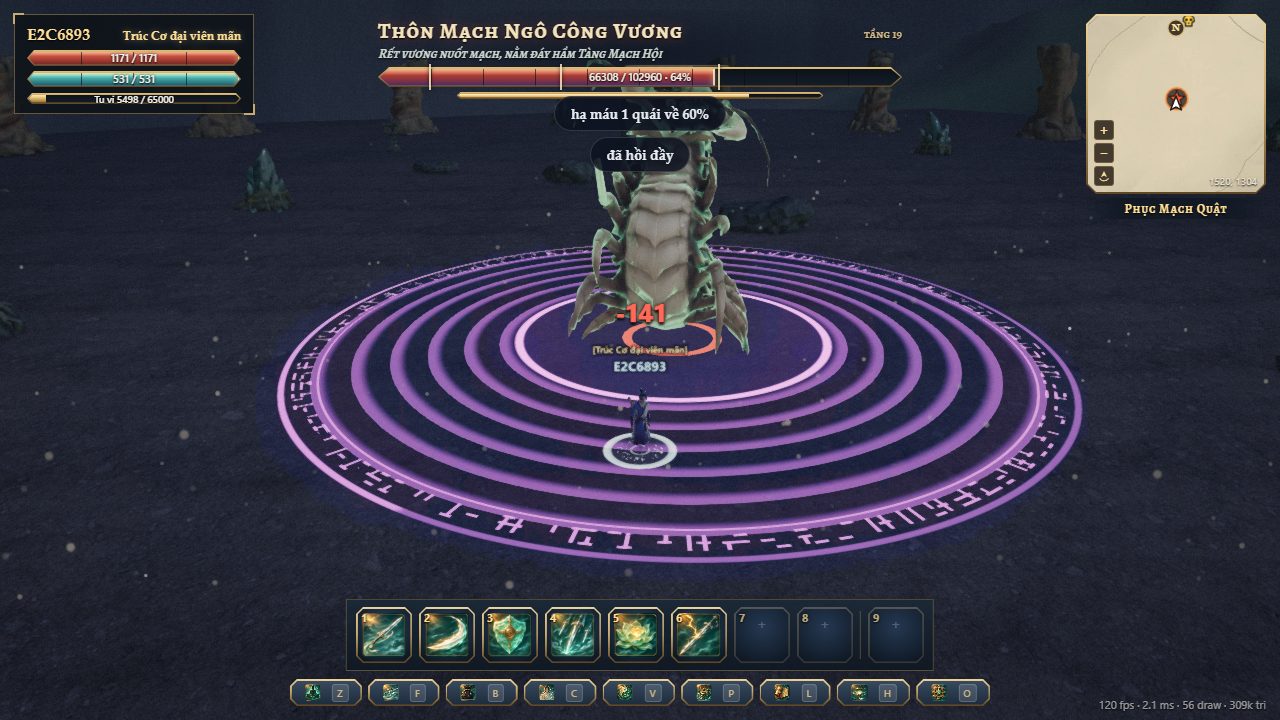 E2C6893 Trúc Cơ đại viên mãn
1171 / 1171
531 / 531
Tu vi 5498 / 65000
Thôn Mạch Ngô Công Vương
TẦNG 19
Rết vương nuốt mạch, nằm đáy hầm Tàng Mạch Hội
66308 / 102960 · 64%
hạ máu 1 quái về 60%
đã hồi đầy
N
+
−
1520, 1304
Phục Mạch Quật
-141
[Trúc Cơ đại viên mãn]
E2C6893
1 2 3 4 5 6 7 8 9
+ + +
Z F B C V P L H O
120 fps · 2.1 ms · 56 draw · 309k tri